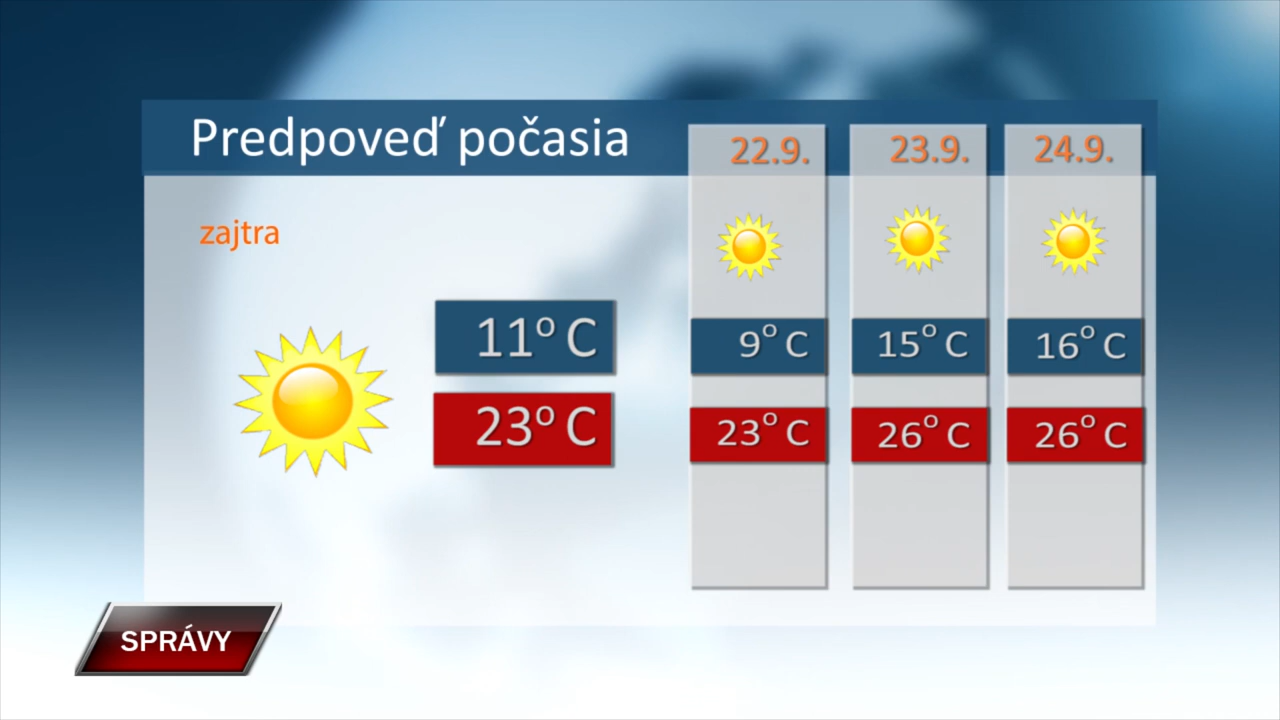 Predpoveď počasia
zajtra
11° C
23° C
22.9.
9° C
23° C
23.9.
15° C
26° C
24.9.
16° C
26° C
SPRÁVY